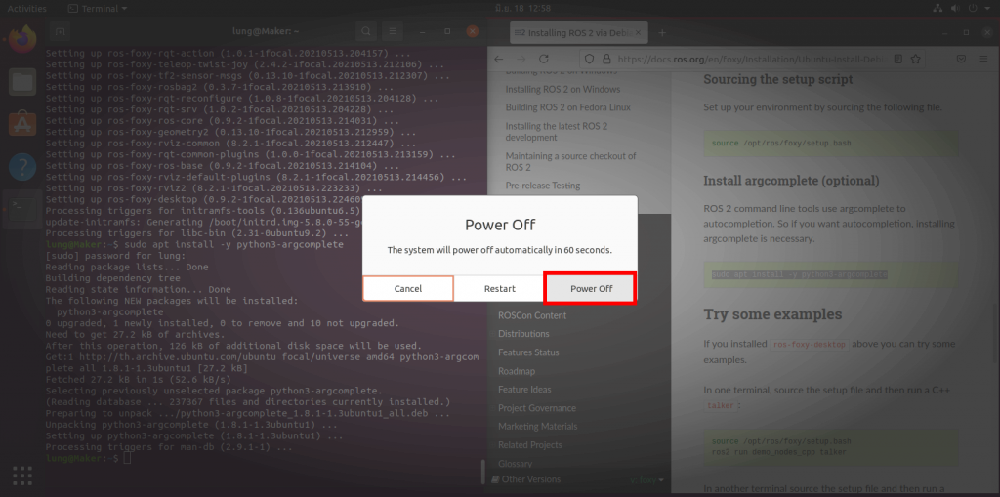 Activities
Terminal
มิ.ย. 18 12:58
lung@Maker: ~
Setting up ros-foxy-rqt-action (1.0.1-1focal.20210513.204157) ...
Setting up ros-foxy-teleop-twist-joy (2.4.2-1focal.20210513.212106) ...
Setting up ros-foxy-tf2-sensor-msgs (0.13.10-1focal.20210513.212307) ...
Setting up ros-foxy-rosbag2 (0.3.7-1focal.20210513.213910) ...
Setting up ros-foxy-rqt-reconfigure (1.0.8-1focal.20210513.204128) ...
Setting up ros-foxy-rqt-srv (1.0.2-1focal.20210513.204228) ...
Setting up ros-foxy-ros-core (0.9.2-1focal.20210513.214031) ...
Setting up ros-foxy-geometry2 (0.13.10-1focal.20210513.212959) ...
Setting up ros-foxy-rviz-common (8.2.1-1focal.20210513.212447) ...
Setting up ros-foxy-rqt-common-plugins (1.0.0-1focal.20210513.213159) ...
Setting up ros-foxy-ros-base (0.9.2-1focal.20210513.214104) ...
Setting up ros-foxy-rviz-default-plugins (8.2.1-1focal.20210513.214456) ...
Setting up ros-foxy-rviz2 (8.2.1-1focal.20210513.223233) ...
Setting up ros-foxy-desktop (0.9.2-1focal.20210513.22460
Processing triggers for initramfs-tools (0.136ubuntu6.5)
update-initramfs: Generating /boot/initrd.img-5.8.0-55-ge
Processing triggers for libc-bin (2.31-0ubuntu9.2) ...
lung@Maker:~$ sudo apt install -y python3-argcomplete
[sudo] password for lung:
Reading package lists... Done
Building dependency tree
Reading state information... Done
The following NEW packages will be installed:
python3-argcomplete
0 upgraded, 1 newly installed, 0 to remove and 10 not upgraded.
Need to get 27.2 kB of archives.
After this operation, 126 kB of additional disk space will be used.
Get:1 http://th.archive.ubuntu.com/ubuntu focal/universe amd64 python3-argcom
plete all 1.8.1-1.3ubuntu1 [27.2 kB]
Fetched 27.2 kB in 1s (52.6 kB/s)
Selecting previously unselected package python3-argcomplete.
(Reading database ... 237367 files and directories currently installed.)
Preparing to unpack .../python3-argcomplete_1.8.1-1.3ubuntu1_all.deb ...
Unpacking python3-argcomplete (1.8.1-1.3ubuntu1) ...
Setting up python3-argcomplete (1.8.1-1.3ubuntu1) ...
Processing triggers for man-db (2.9.1-1) ...
lung@Maker:~$
Installing ROS 2 via Debi
https://docs.ros.org/en/foxy/Installation/Ubuntu-Install-Deb
Building ROS 2 on Windows
Installing ROS 2 on Windows
Building ROS 2 on Fedora Linux
Installing the latest ROS 2
development
Maintaining a source checkout of
ROS 2
Pre-release Testing
ROSCon Content
Distributions
Features Status
Roadmap
Feature Ideas
Project Governance
Marketing Materials
Related Projects
Glossary
Other Versions
v: foxy
Sourcing the setup script
Set up your environment by sourcing the following file.
source /opt/ros/foxy/setup.bash
Install argcomplete (optional)
ROS 2 command line tools use argcomplete to
autocompletion. So if you want autocompletion, installing
argcomplete is necessary.
sudo apt install -y python3-argcomplete
Try some examples
If you installed ros-foxy-desktop above you can try some
examples.
In one terminal, source the setup file and then run a C++
talker :
source /opt/ros/foxy/setup.bash
ros2 run demo_nodes_cpp talker
In another terminal source the setup file and then run a
Power Off
The system will power off automatically in 60 seconds.
Cancel
Restart
Power Off